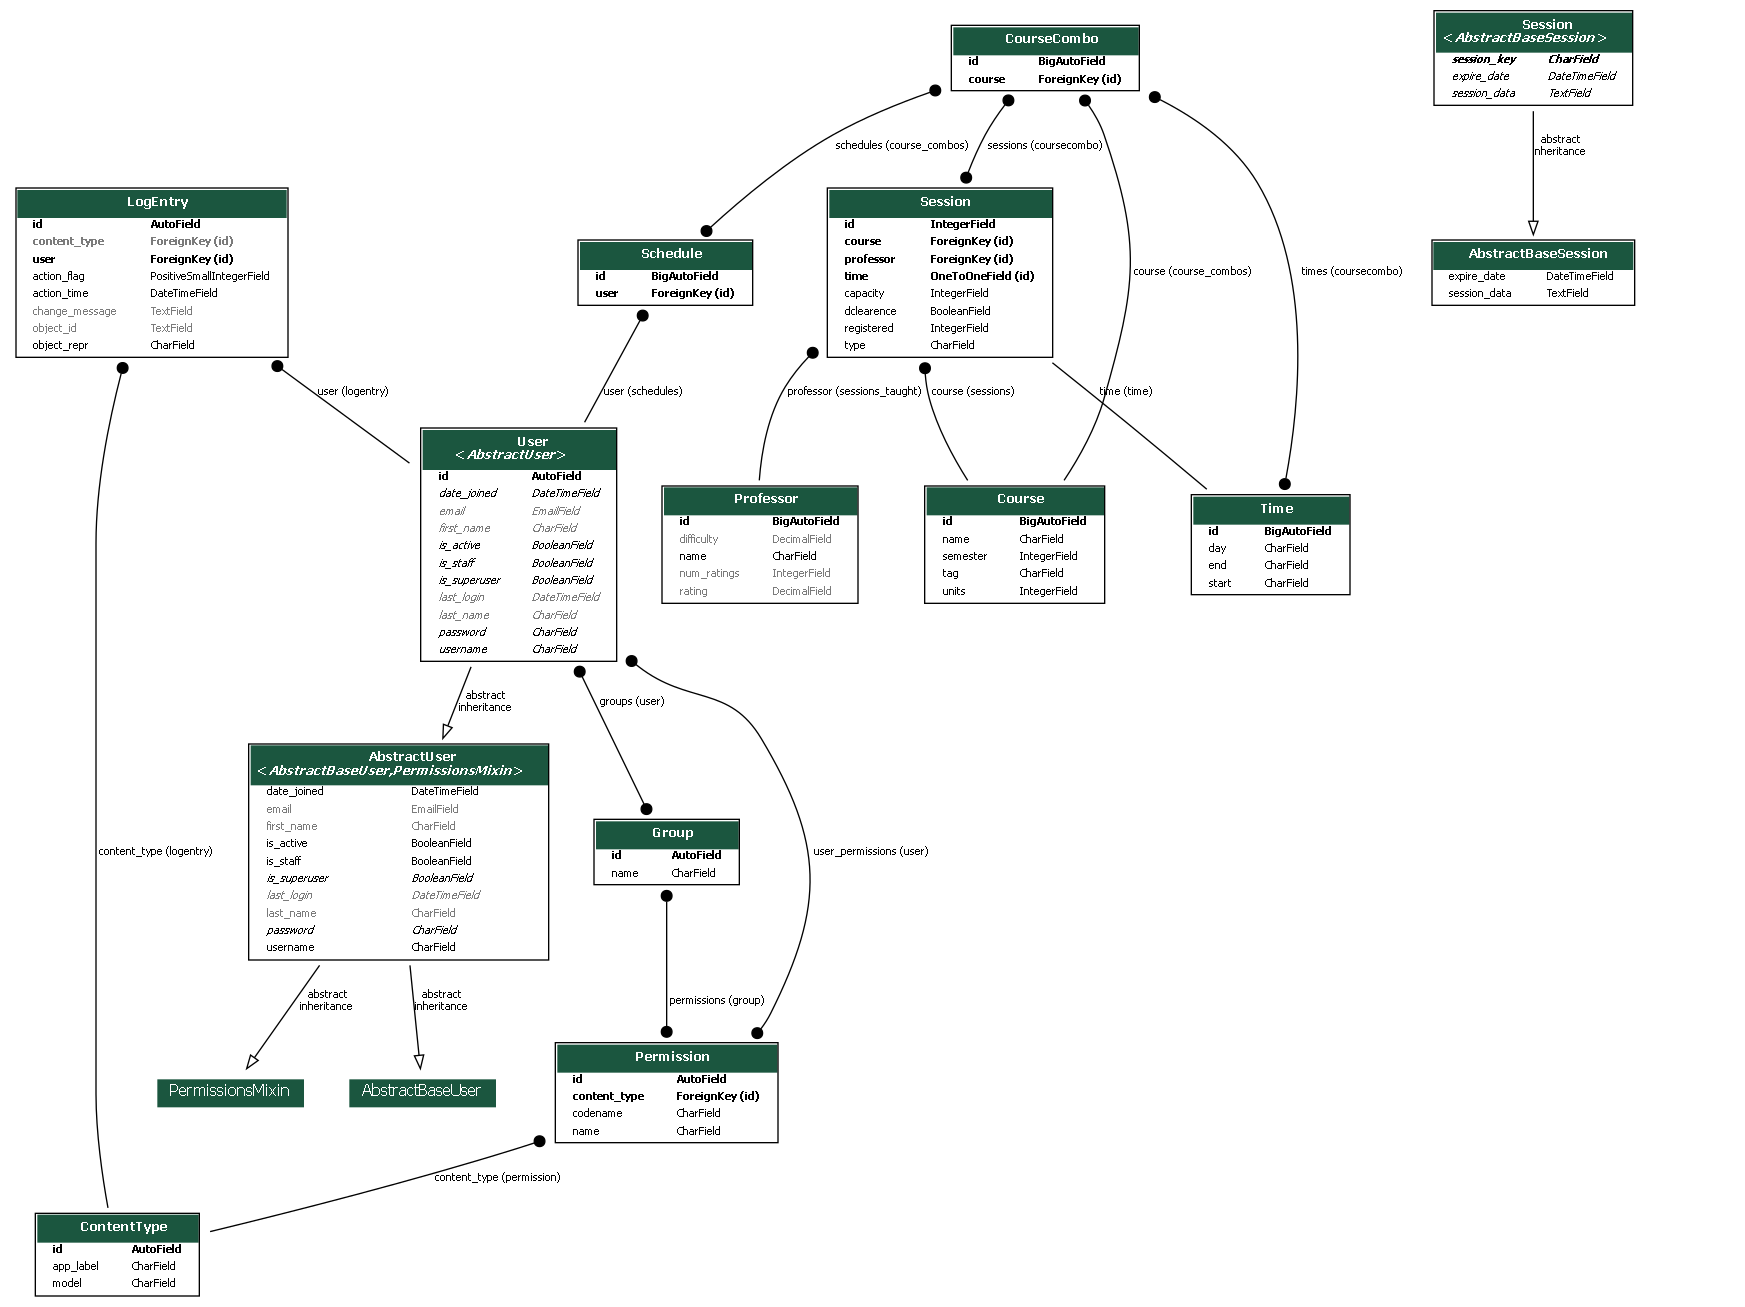 CourseCombo
id BigAutoField
course ForeignKey (id)
Session
<AbstractBaseSession>
session_key CharField
expire_date DateTimeField
session_data TextField
schedules (course_combos)
sessions (coursecombo)
abstract
nheritance
LogEntry
id AutoField
content_type ForeignKey (id)
user ForeignKey (id)
action_flag PositiveSmallIntegerField
action_time DateTimeField
change_message TextField
object_id TextField
object_repr CharField
Session
id IntegerField
course ForeignKey (id)
professor ForeignKey (id)
time OneToOneField (id)
capacity IntegerField
dclearence BooleanField
registered IntegerField
type CharField
Schedule
id BigAutoField
user ForeignKey (id)
course (course_combos)
times (coursecombo)
AbstractBaseSession
expire_date DateTimeField
session_data TextField
user (logentry)
user (schedules)
professor (sessions_taught)
course (sessions)
time (time)
User
<AbstractUser>
id AutoField
date_joined DateTimeField
email EmailField
first_name CharField
is_active BooleanField
is_staff BooleanField
is_superuser BooleanField
last_login DateTimeField
last_name CharField
password CharField
username CharField
Professor
id BigAutoField
difficulty DecimalField
name CharField
num_ratings IntegerField
rating DecimalField
Course
id BigAutoField
name CharField
semester IntegerField
tag CharField
units IntegerField
Time
id BigAutoField
day CharField
end CharField
start CharField
abstract
inheritance
groups (user)
AbstractUser
<AbstractBaseUser,PermissionsMixin>
date_joined DateTimeField
email EmailField
first_name CharField
is_active BooleanField
is_staff BooleanField
is_superuser BooleanField
last_login DateTimeField
last_name CharField
password CharField
username CharField
content_type (logentry)
Group
id AutoField
name CharField
user_permissions (user)
abstract
inheritance
abstract
inheritance
permissions (group)
PermissionsMixin
AbstractBaseUser
Permission
id AutoField
content_type ForeignKey (id)
codename CharField
name CharField
content_type (permission)
ContentType
id AutoField
app_label CharField
model CharField